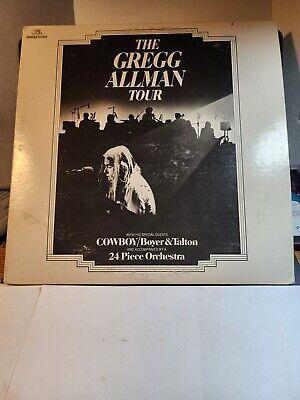 THE
GREGG
ALLMAN
TOUR
WITH HIS SPECIAL GUESTS
COWBOY/Boyer & Talton
AND ACCOMPANIED BY A
24 Piece Orchestra